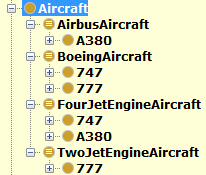 Aircraft
AirbusAircraft
A380
BoeingAircraft
747
777
FourJetEngineAircraft
747
A380
TwoJetEngineAircraft
777